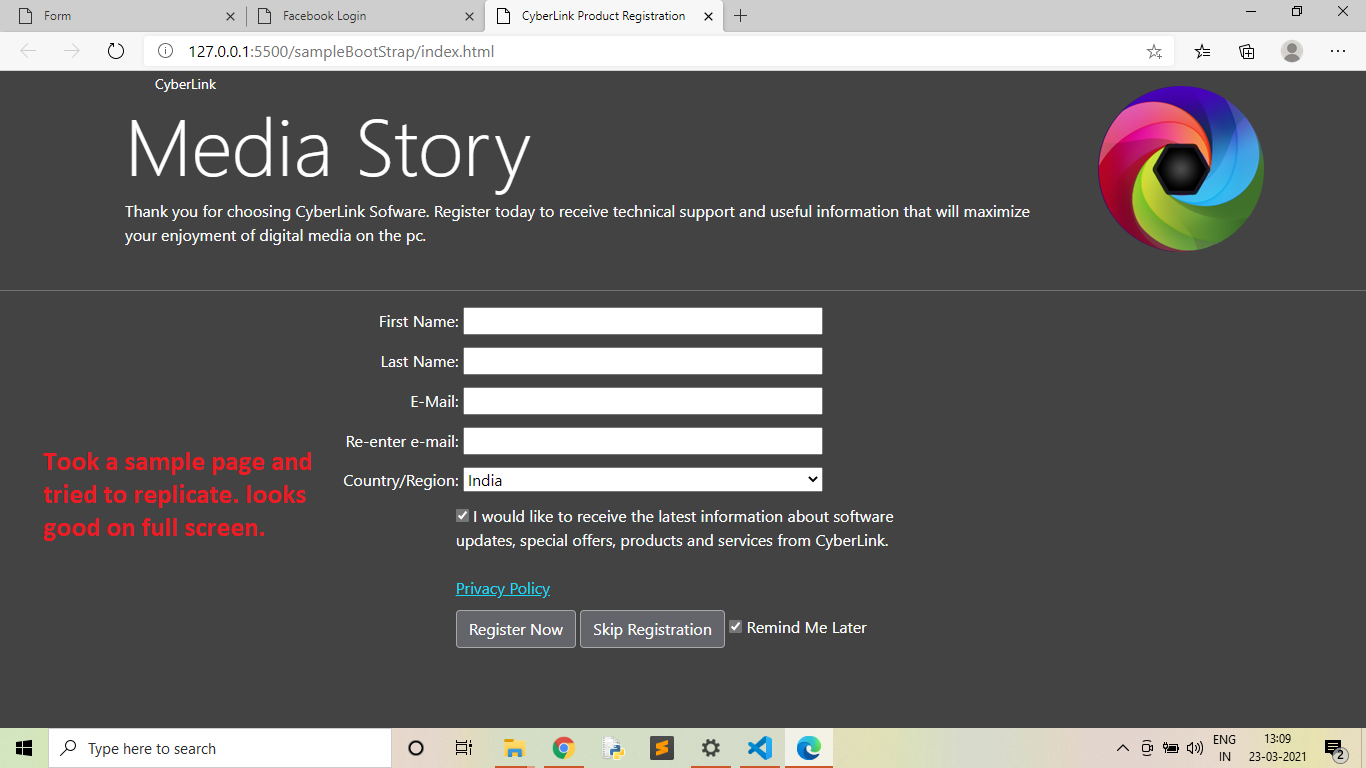 Form
Facebook Login
CyberLink Product Registration
127.0.0.1:5500/sampleBootStrap/index.html
CyberLink
Media Story
Thank you for choosing CyberLink Sofware. Register today to receive technical support and useful information that will maximize
your enjoyment of digital media on the pc.
First Name:
Last Name:
E-Mail:
Re-enter e-mail:
Took a sample page and
tried to replicate. looks
good on full screen.
Country/Region: India
I would like to receive the latest information about software
updates, special offers, products and services from CyberLink.
Privacy Policy
Register Now Skip Registration Remind Me Later
Type here to search
ENG
IN
13:09
23-03-2021
2